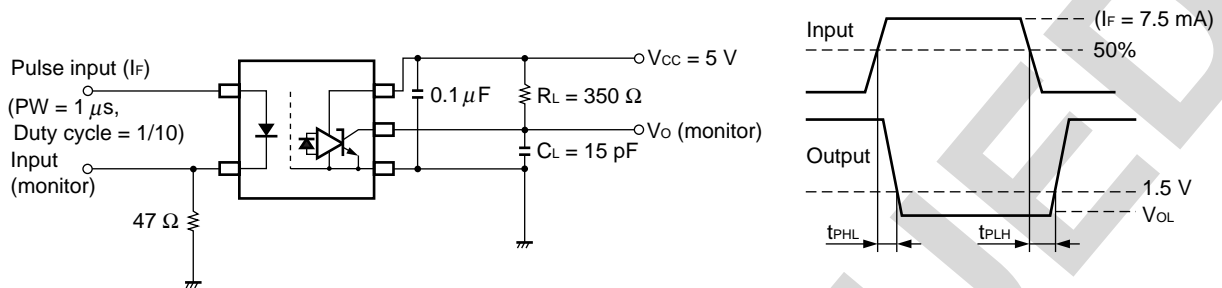 Pulse input (IF)
(PW = 1 μs,
Duty cycle = 1/10)
Input
(monitor)
47 Ω
0.1 μF
VCC = 5 V
RL = 350 Ω
VO (monitor)
CL = 15 pF
Input
(IF = 7.5 mA)
50%
Output
1.5 V
VOL
tPHL
tPLH